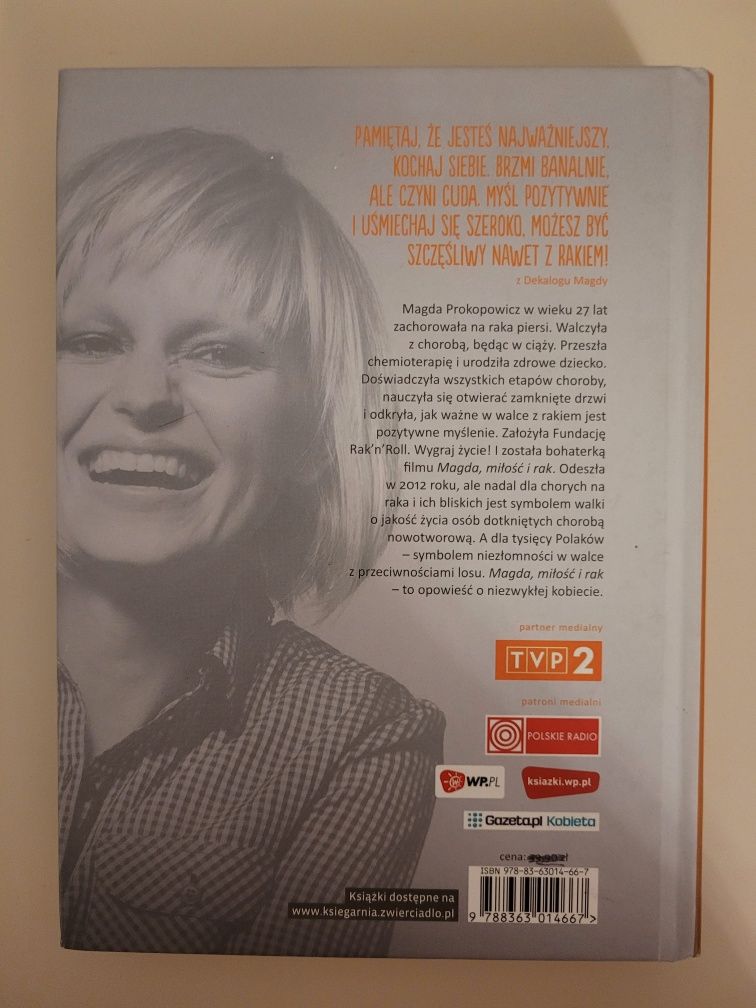 PAMIĘTAJ, ŻE JESTEŚ NAJWAŻNIEJSZY.
KOCHAJ SIEBIE. BRZMI BANALNIE,
ALE CZYNI CUDA. MYŚL POZYTYWNIE
I UŚMIECHAJ SIĘ SZEROKO. MOŻESZ BYĆ
SZCZĘŚLIWY NAWET Z RAKIEM!
z Dekalogu Magdy
Magda Prokopowicz w wieku 27 lat
zachorowała na raka piersi. Walczyła
z chorobą, będąc w ciąży. Przeszła
chemioterapię i urodziła zdrowe dziecko.
Doświadczyła wszystkich etapów choroby,
nauczyła się otwierać zamknięte drzwi
i odkryła, jak ważne w walce z rakiem jest
pozytywne myślenie. Założyła Fundację
Rak’n’Roll. Wygraj życie! I została bohaterką
filmu Magda, miłość i rak. Odeszła
w 2012 roku, ale nadal dla chorych na
raka i ich bliskich jest symbolem walki
o jakość życia osób dotkniętych chorobą
nowotworową. A dla tysięcy Polaków
– symbolem niezłomności w walce
z przeciwnościami losu. Magda, miłość i rak
– to opowieść o niezwykłej kobiecie.
partner medialny
TVP 2
patroni medialni
POLSKIE RADIO
WP.PL
ksiazki.wp.pl
Gazeta.pl Kobieta
cena: zł
ISBN 978-83-63014-66-7
9 788363 014667 >
Książki dostępne na
www.ksiegarnia.zwierciadlo.pl